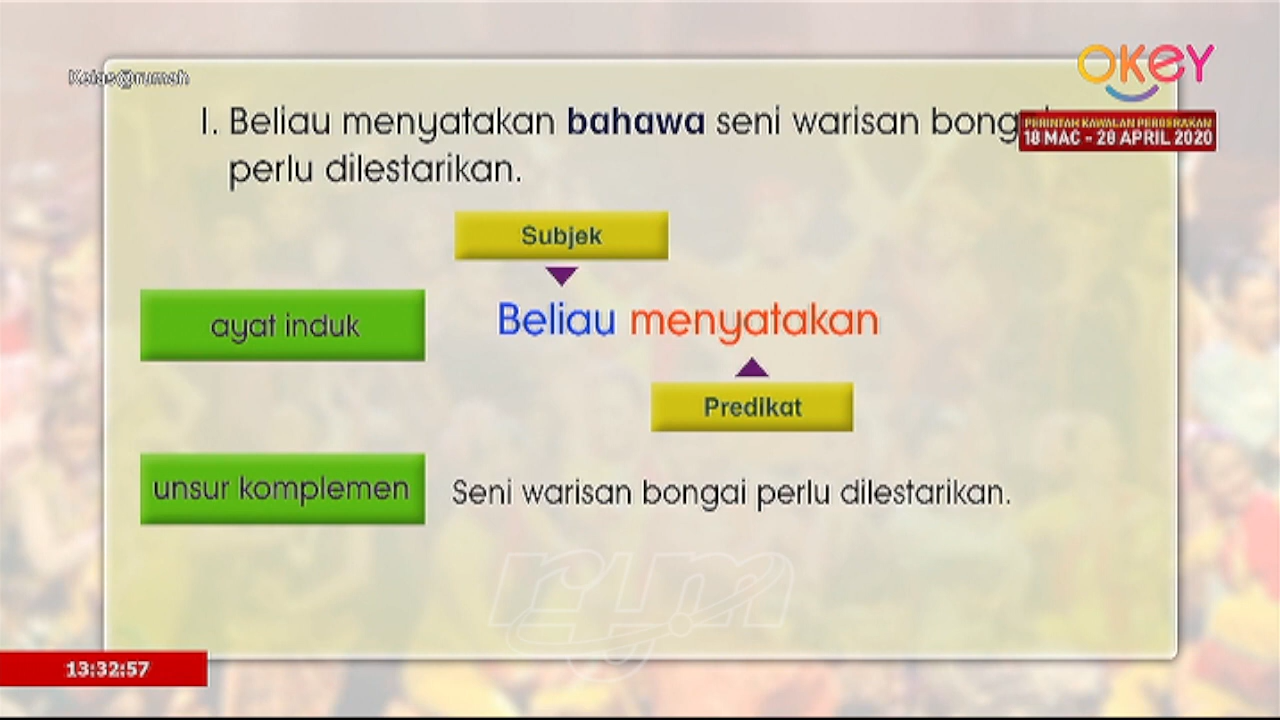 Kelas@rumah
OKEY
PERINTAH KAWALAN PERGERAKAN
18 MAC - 28 APRIL 2020
1. Beliau menyatakan bahawa seni warisan
perlu dilestarikan.
Subjek
ayat induk
Beliau menyatakan
Predikat
unsur komplemen
Seni warisan bongai perlu dilestarikan.
rtm
13:32:57